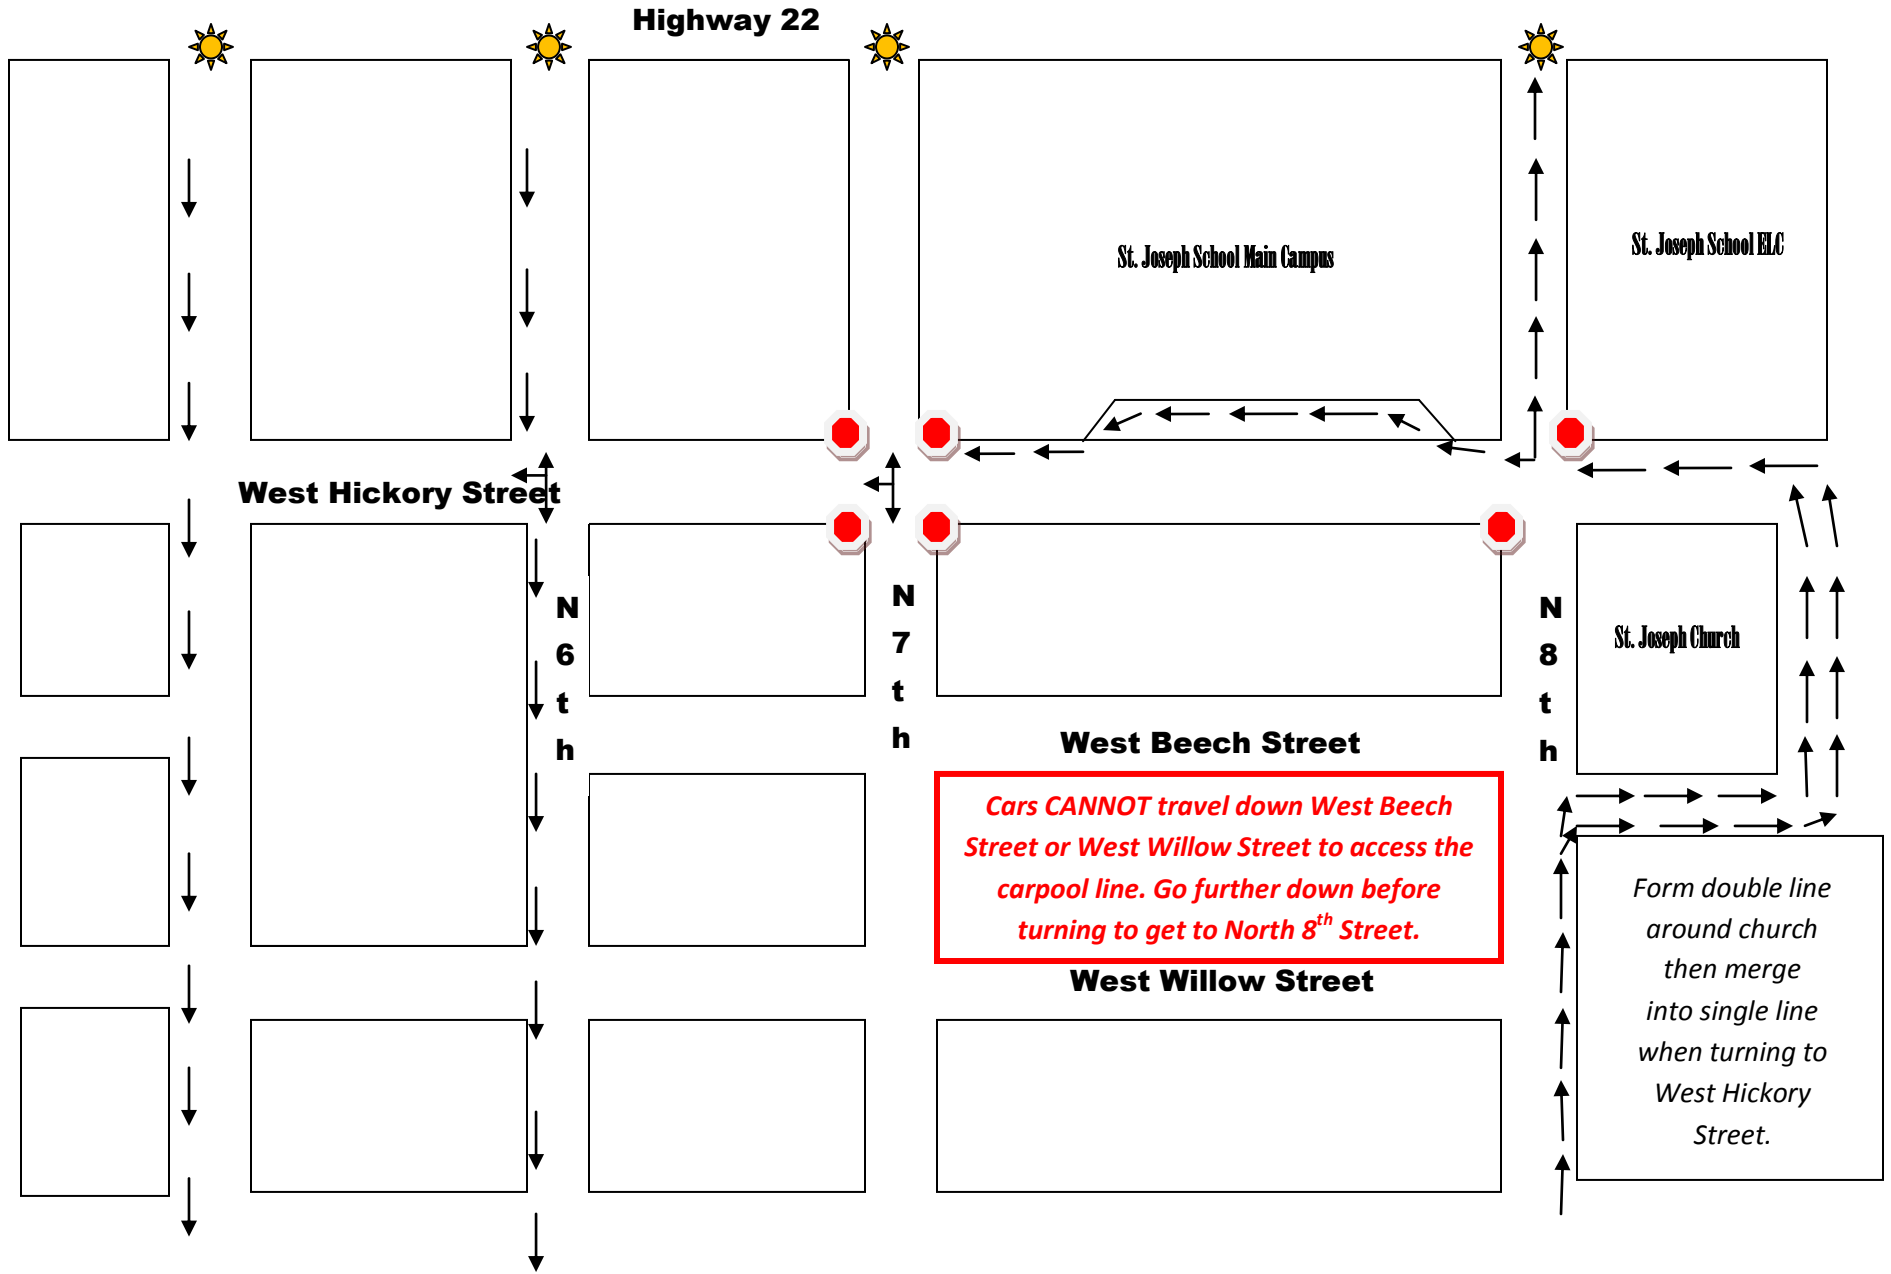 Highway 22
St. Joseph School Main Campus
St. Joseph School ELC
West Hickory Street
N
6
t
h
N
7
t
h
N
8
t
h
St. Joseph Church
West Beech Street
Cars CANNOT travel down West Beech
Street or West Willow Street to access the
carpool line. Go further down before
turning to get to North 8th Street.
West Willow Street
Form double line
around church
then merge
into single line
when turning to
West Hickory
Street.